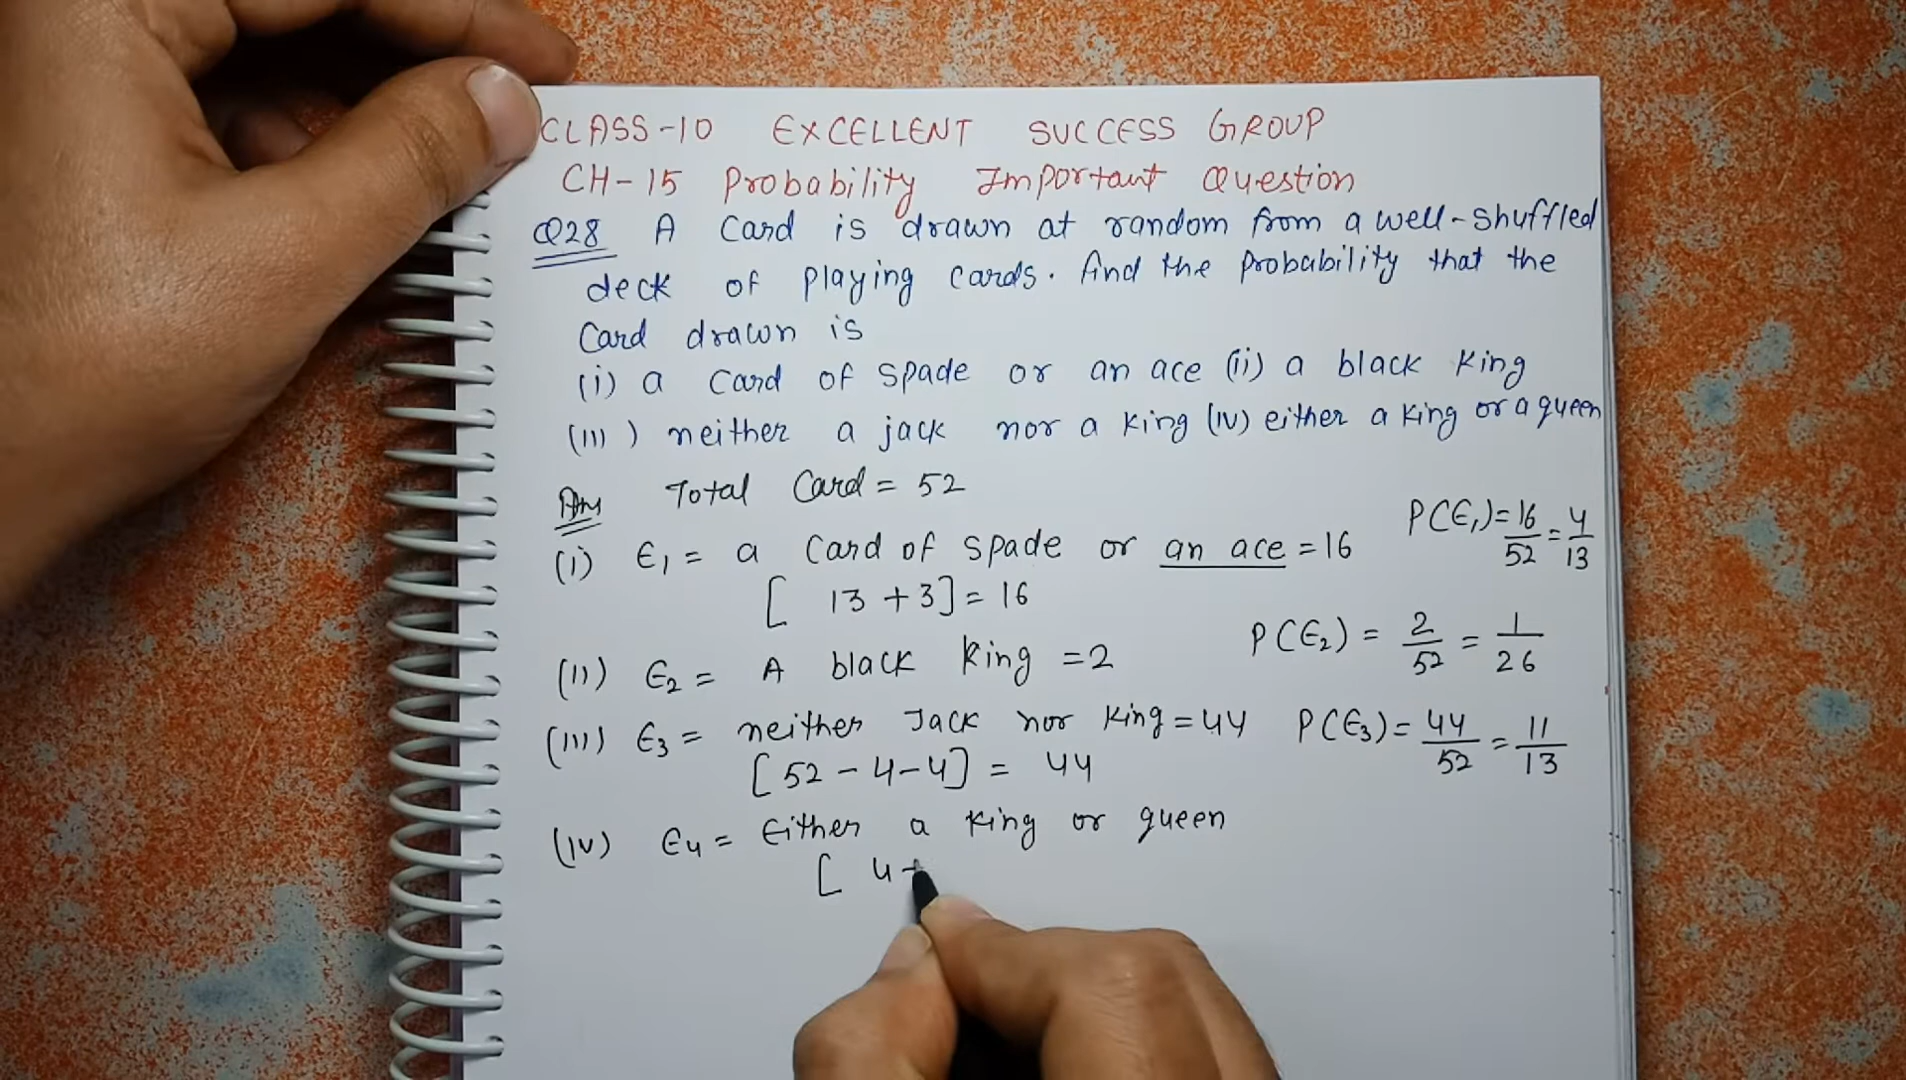 CLASS-10 EXCELLENT SUCCESS GROUP
CH-15 Probability Important Question
Q28 A Card is drawn at random from a well-shuffled
deck of playing cards. find the probability that the
Card drawn is
(i) a card of spade or an ace (ii) a black king
(iii) neither a jack nor a king (iv) either a king or a queen
Ans Total Card = 52
(i) E₁ = a card of spade or an ace = 16 P(E₁) = 16/52 = 4/13
[ 13 + 3] = 16
(ii) E₂ = A black king = 2 P(E₂) = 2/52 = 1/26
(iii) E₃ = neither Jack nor king = 44 P(E₃) = 44/52 = 11/13
[52 - 4 - 4] = 44
(iv) E₄ = Either a king or queen
[ 4 +